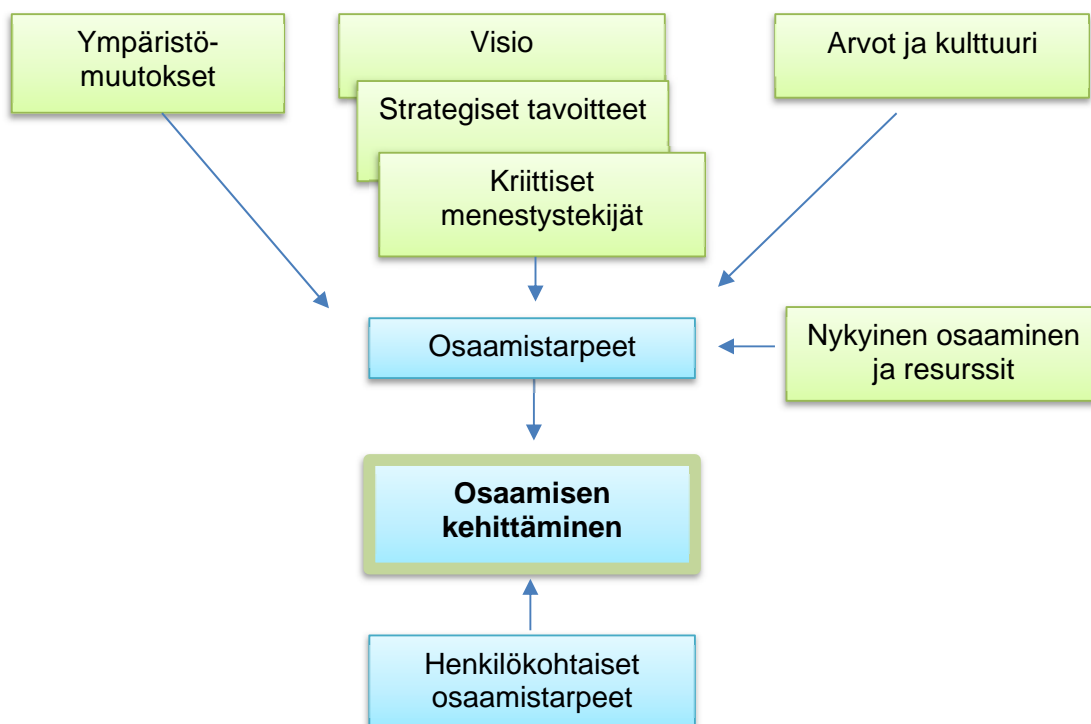 Ympäristö-
muutokset
Visio
Arvot ja kulttuuri
Strategiset tavoitteet
Kriittiset
menestystekijät
Osaamistarpeet
Nykyinen osaaminen
ja resurssit
Osaamisen
kehittäminen
Henkilökohtaiset
osaamistarpeet